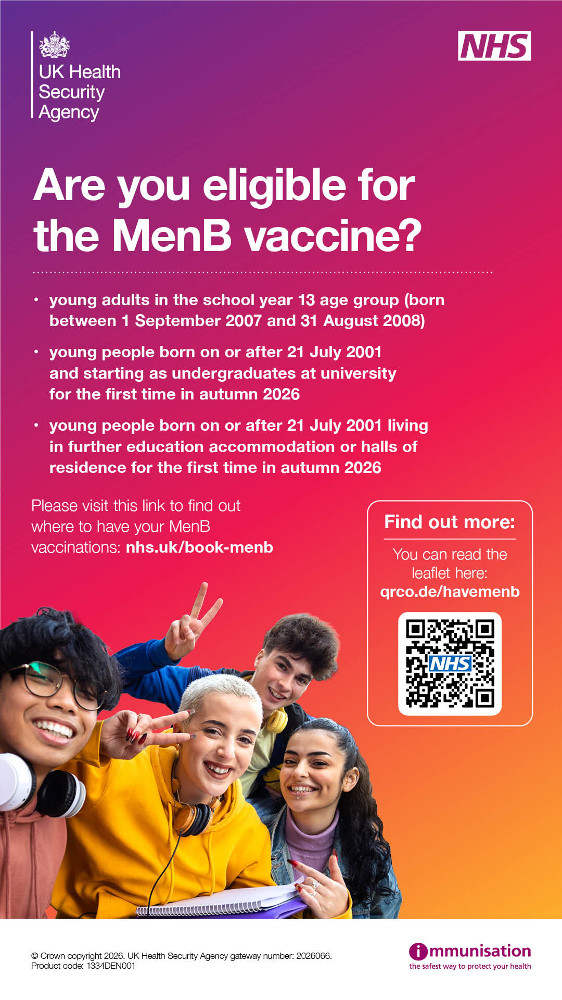 UK Health
Security
Agency
NHS
Are you eligible for
the MenB vaccine?
• young adults in the school year 13 age group (born
between 1 September 2007 and 31 August 2008)
• young people born on or after 21 July 2001
and starting as undergraduates at university
for the first time in autumn 2026
• young people born on or after 21 July 2001 living
in further education accommodation or halls of
residence for the first time in autumn 2026
Please visit this link to find out
where to have your MenB
vaccinations: nhs.uk/book-menb
Find out more:
You can read the
leaflet here:
qrco.de/havemenb
NHS
© Crown copyright 2026. UK Health Security Agency gateway number: 2026066.
Product code: 1334DEN001
immunisation
the safest way to protect your health